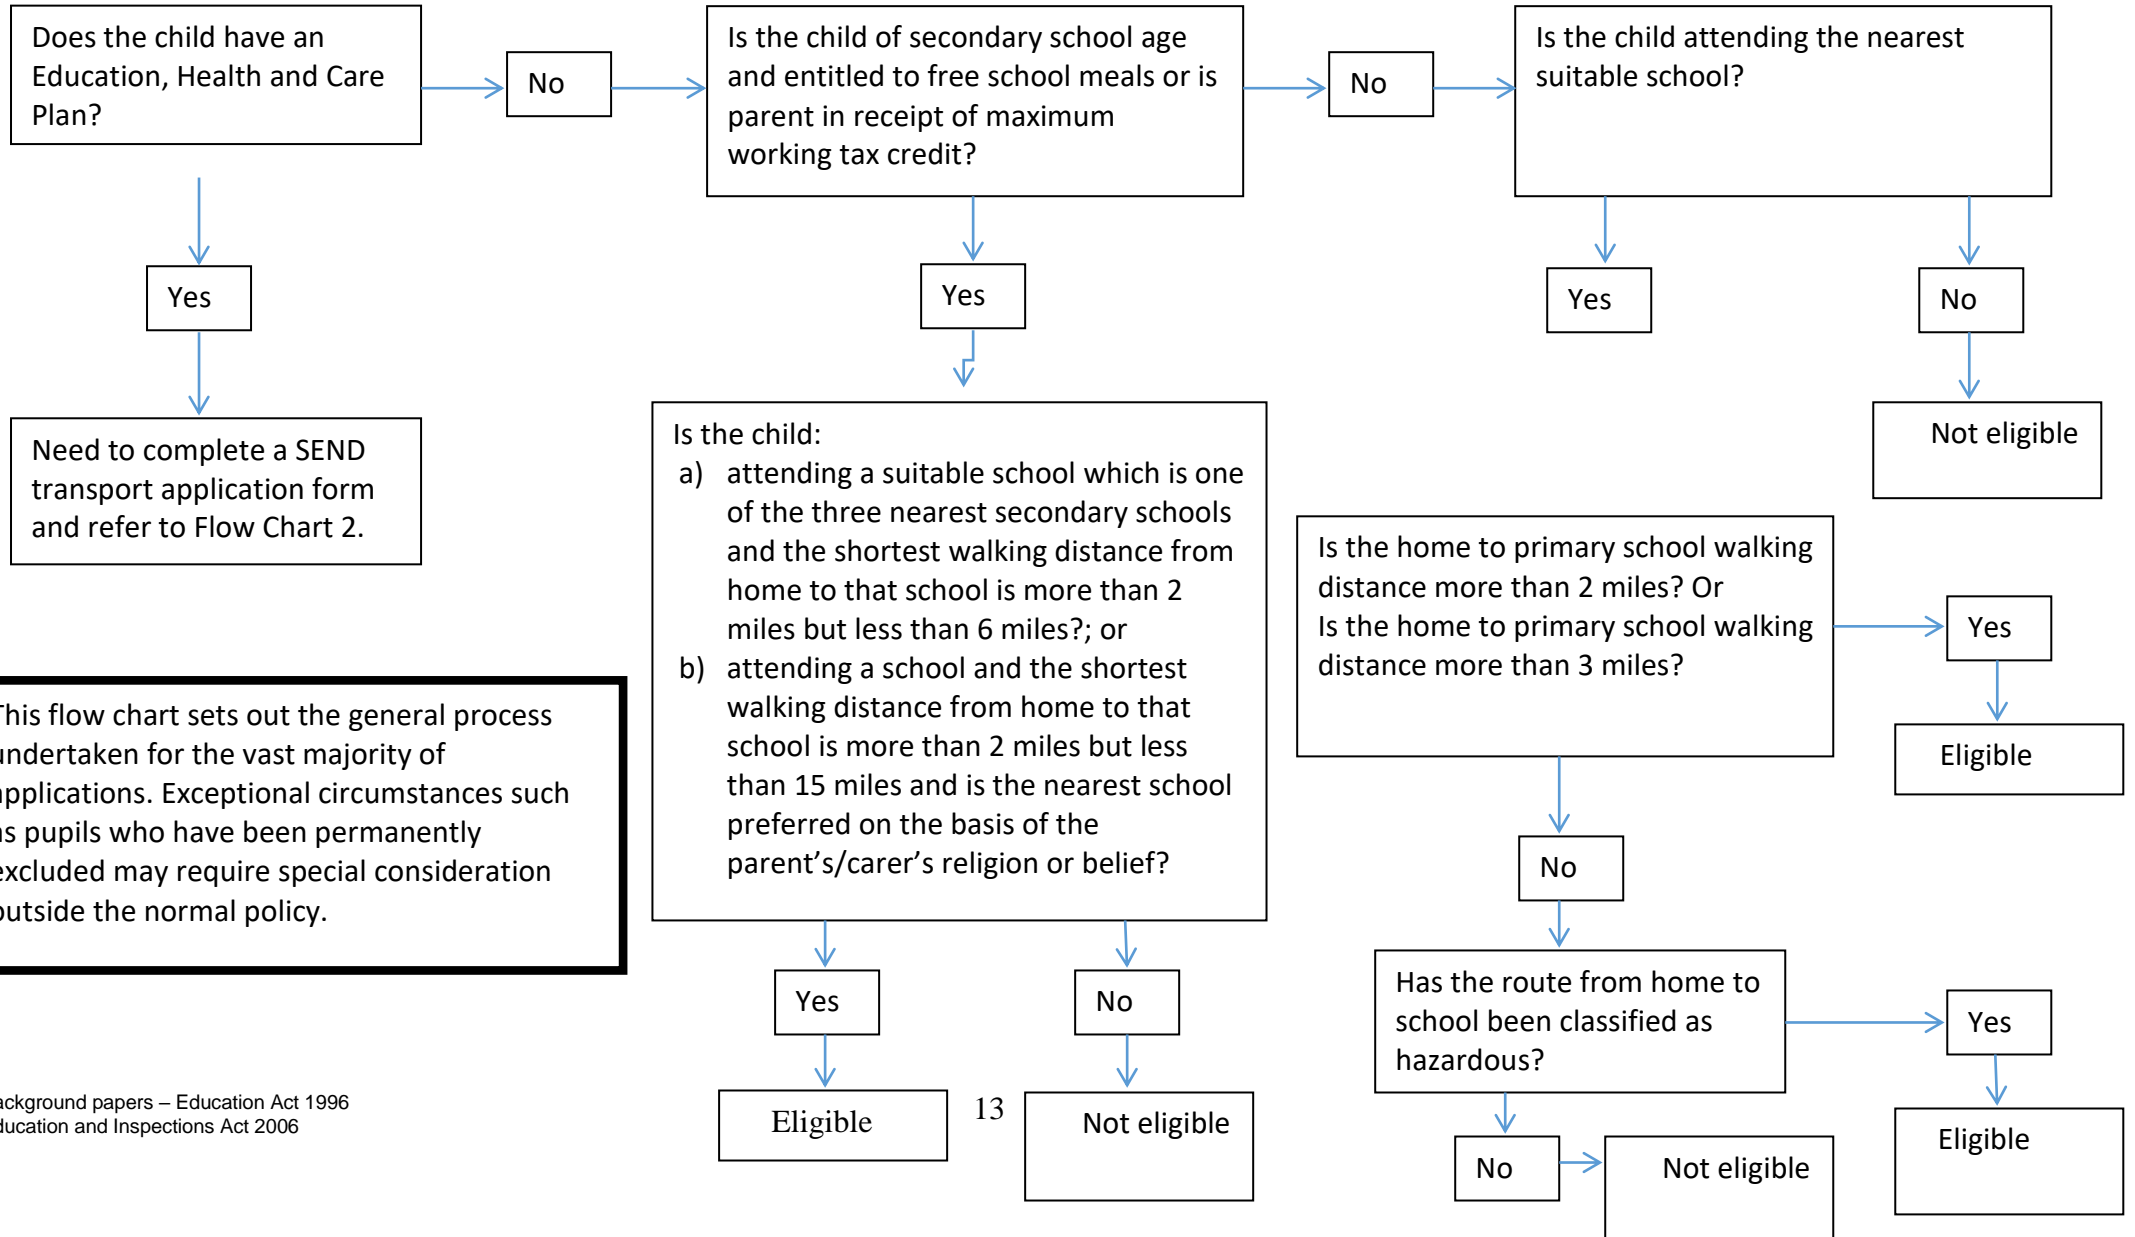 Does the child have an
Education, Health and Care
Plan?
No
Is the child of secondary school age
and entitled to free school meals or is
parent in receipt of maximum
working tax credit?
No
Is the child attending the nearest
suitable school?
Yes
Yes
Yes
No
Need to complete a SEND
transport application form
and refer to Flow Chart 2.
Is the child:
a) attending a suitable school which is one
of the three nearest secondary schools
and the shortest walking distance from
home to that school is more than 2
miles but less than 6 miles?; or
b) attending a school and the shortest
walking distance from home to that
school is more than 2 miles but less
than 15 miles and is the nearest school
preferred on the basis of the
parent's/carer's religion or belief?
Not eligible
Is the home to primary school walking
distance more than 2 miles? Or
Is the home to primary school walking
distance more than 3 miles?
Yes
Eligible
This flow chart sets out the general process
undertaken for the vast majority of
applications. Exceptional circumstances such
as pupils who have been permanently
excluded may require special consideration
outside the normal policy.
No
Yes
No
Has the route from home to
school been classified as
hazardous?
Yes
Eligible
Not eligible
No
Not eligible
Eligible
ackground papers – Education Act 1996
ducation and Inspections Act 2006
13